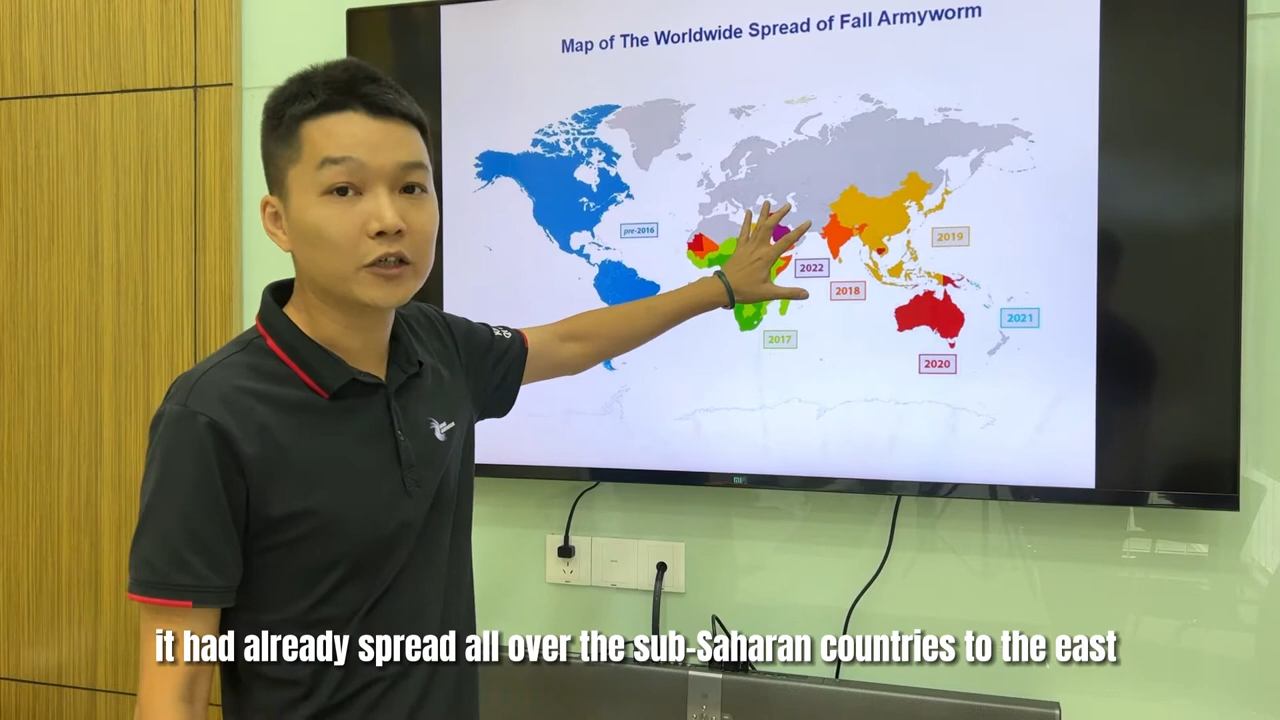 Map of The Worldwide Spread of Fall Armyworm
pre-2016
2019
2022
2018
2021
2017
2020
mi
it had already spread all over the sub-Saharan countries to the east